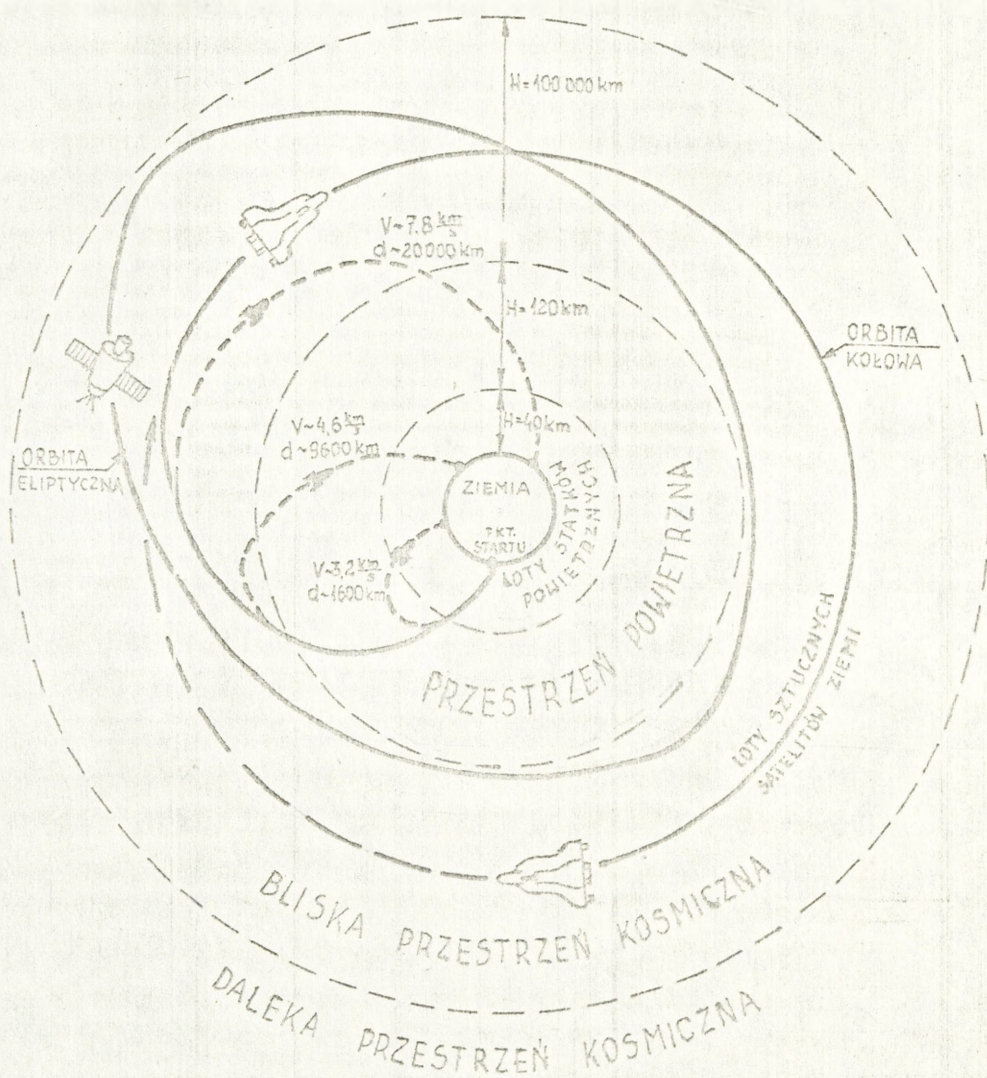 H=100 000 km
V~7,8 km/s
d~20000 km
H=120 km
ORBITA
KOŁOWA
V~4,6 km/s
d~9600 km
H=40 km
ORBITA
ELIPTYCZNA
ZIEMIA
PKT.
STARTU
V~3,2 km/s
d~1600 km
LOTY STATKÓW
POWIETRZNYCH
PRZESTRZEŃ POWIETRZNA
LOTY SZTUCZNYCH
SATELITÓW ZIEMI
BLISKA PRZESTRZEŃ KOSMICZNA
DALEKA PRZESTRZEŃ KOSMICZNA